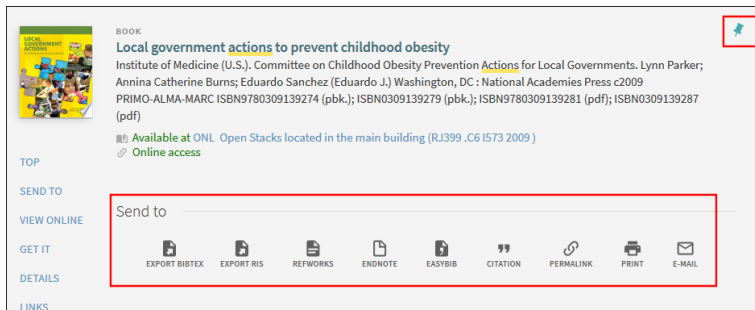 LOCAL
GOVERNMENT
ACTIONS
BOOK
Local government actions to prevent childhood obesity
Institute of Medicine (U.S.). Committee on Childhood Obesity Prevention Actions for Local Governments. Lynn Parker;
Annina Catherine Burns; Eduardo Sanchez (Eduardo J.) Washington, DC : National Academies Press c2009
PRIMO-ALMA-MARC ISBN9780309139274 (pbk.); ISBN0309139279 (pbk.); ISBN9780309139281 (pdf); ISBN0309139287
(pdf)
Available at ONL Open Stacks located in the main building (RJ399 .C6 I573 2009 )
Online access
TOP
SEND TO
VIEW ONLINE
GET IT
DETAILS
LINKS
Send to
EXPORT BIBTEX EXPORT RIS REFWORKS ENDNOTE EASYBIB CITATION PERMALINK PRINT E-MAIL